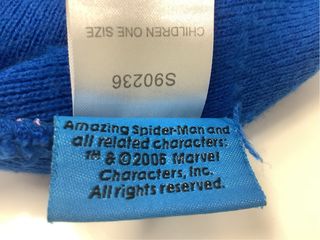 CHILDREN ONE SIZE
S90236
Amazing Spider-Man and
all related characters:
TM & © 2006 Marvel
Characters, Inc.
All rights reserved.